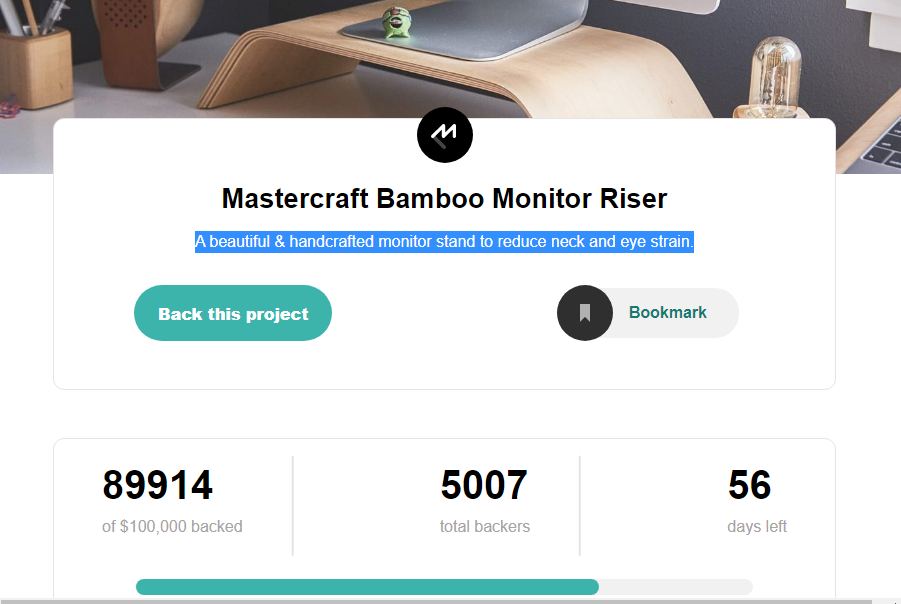 Mastercraft Bamboo Monitor Riser
A beautiful & handcrafted monitor stand to reduce neck and eye strain.
Back this project
Bookmark
89914
of $100,000 backed
5007
total backers
56
days left